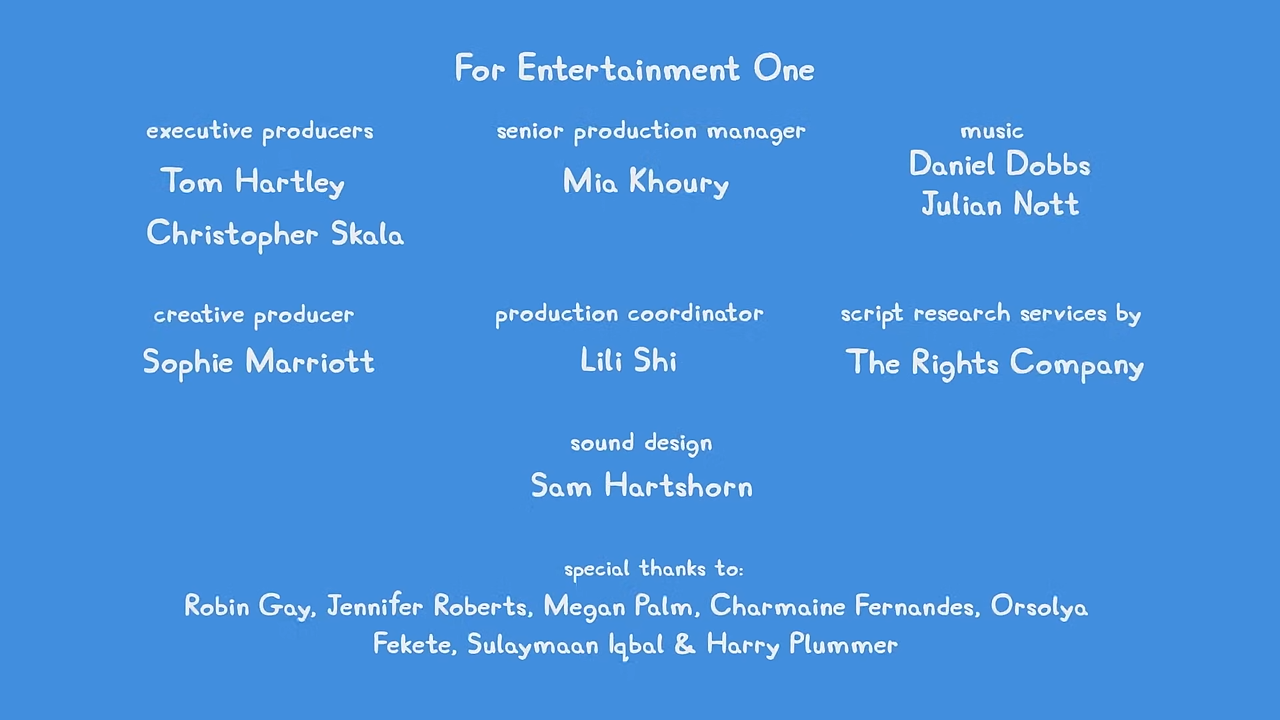 For Entertainment One
executive producers
Tom Hartley
Christopher Skala
senior production manager
Mia Khoury
music
Daniel Dobbs
Julian Nott
creative producer
Sophie Marriott
production coordinator
Lili Shi
script research services by
The Rights Company
sound design
Sam Hartshorn
special thanks to:
Robin Gay, Jennifer Roberts, Megan Palm, Charmaine Fernandes, Orsolya
Fekete, Sulaymaan Iqbal & Harry Plummer